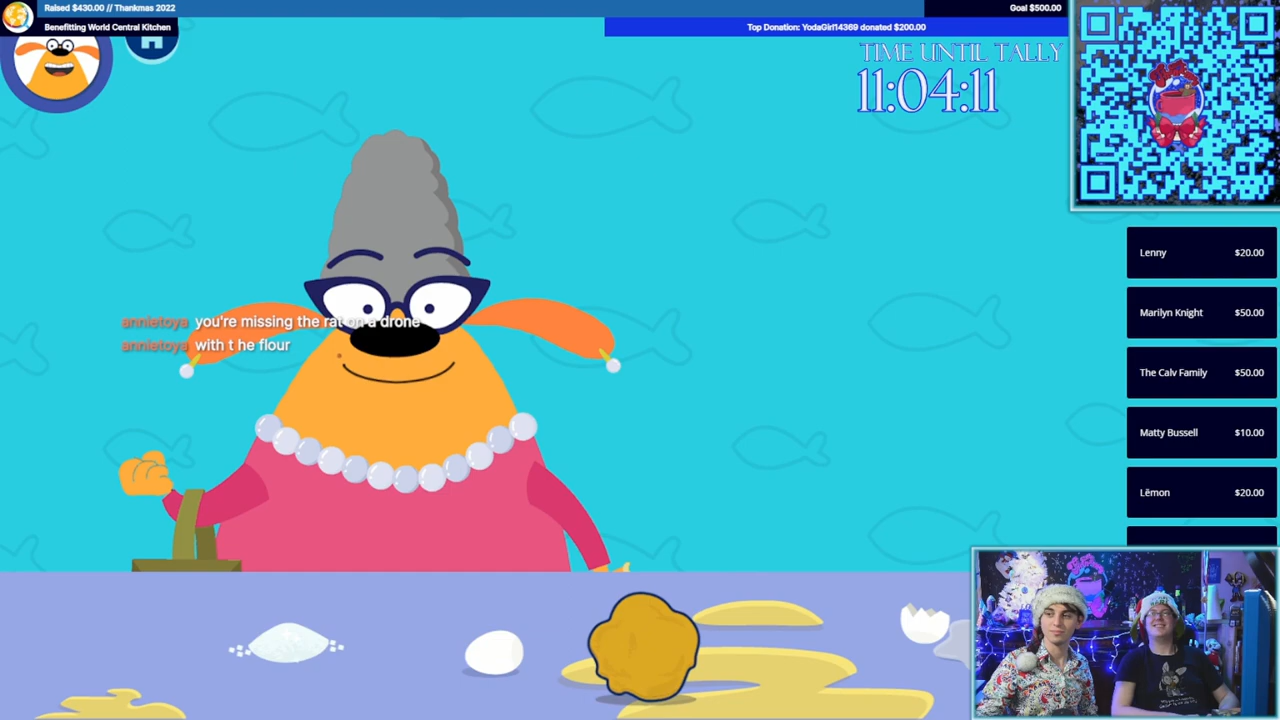 Raised $430.00 // Thankmas 2022
Goal $500.00
Benefitting World Central Kitchen
Top Donation: YodaGirl14369 donated $200.00
TIME UNTIL TALLY
11:04:11
Lenny $20.00
Marilyn Knight $50.00
annietoya you're missing the rat on a drone
annietoya with t he flour
The Calv Family $50.00
Matty Bussell $10.00
Lēmon $20.00